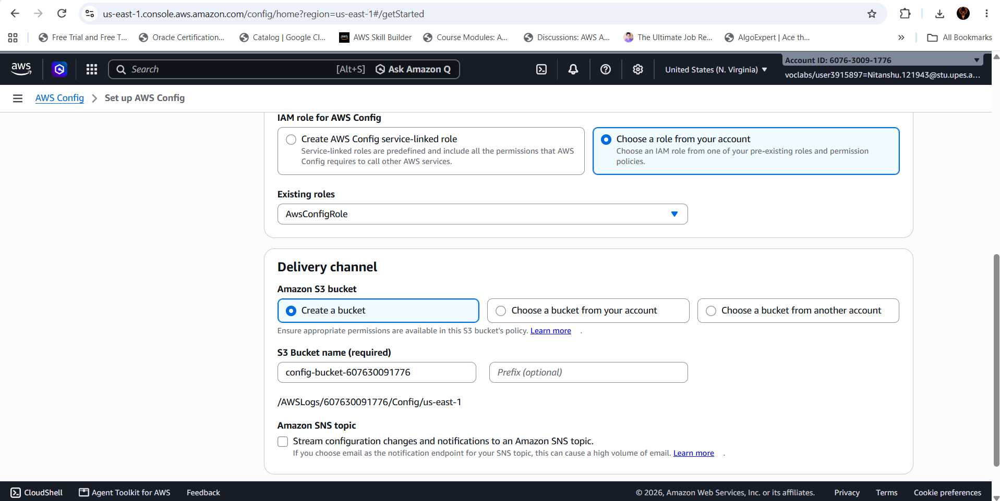 us-east-1.console.aws.amazon.com/config/home?region=us-east-1#/getStarted
Free Trial and Free T...
Oracle Certification...
Catalog | Google Cl...
aws
AWS Skill Builder
Course Modules: A...
Discussions: AWS A...
The Ultimate Job Re...
AlgoExpert | Ace th...
»
All Bookmarks
aws
Search
[Alt+S]
Ask Amazon Q
United States (N. Virginia)
Account ID: 6076-3009-1776
voclabs/user3915897=Nitanshu.121943@stu.upes.a...
AWS Config
Set up AWS Config
IAM role for AWS Config
Create AWS Config service-linked role
Service-linked roles are predefined and include all the permissions that AWS
Config requires to call other AWS services.
Choose a role from your account
Choose an IAM role from one of your pre-existing roles and permission
policies.
Existing roles
AwsConfigRole
Delivery channel
Amazon S3 bucket
Create a bucket
Choose a bucket from your account
Choose a bucket from another account
Ensure appropriate permissions are available in this S3 bucket's policy. Learn more .
S3 Bucket name (required)
config-bucket-607630091776
Prefix (optional)
/AWSLogs/607630091776/Config/us-east-1
Amazon SNS topic
Stream configuration changes and notifications to an Amazon SNS topic.
If you choose email as the notification endpoint for your SNS topic, this can cause a high volume of email. Learn more .
CloudShell
Agent Toolkit for AWS
Feedback
© 2026, Amazon Web Services, Inc. or its affiliates.
Privacy
Terms
Cookie preferences